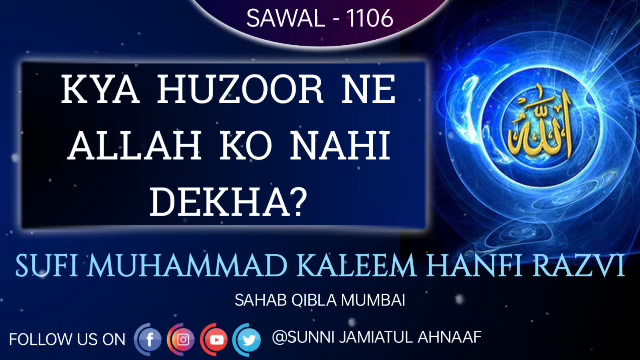 SAWAL - 1106
KYA HUZOOR NE
ALLAH KO NAHI
DEKHA?
الله
SUFI MUHAMMAD KALEEM HANFI RAZVI
SAHAB QIBLA MUMBAI
FOLLOW US ON @SUNNI JAMIATUL AHNAAF